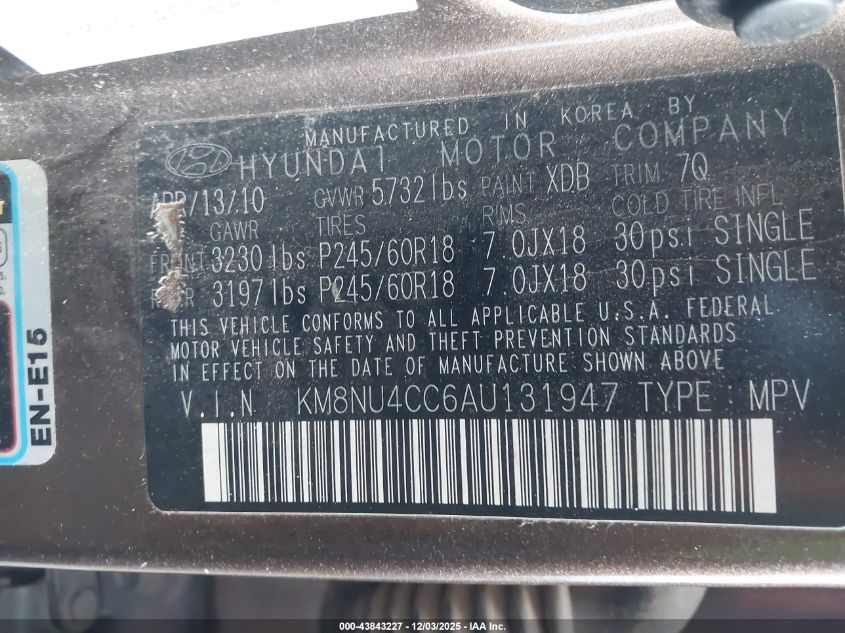 MANUFACTURED IN KOREA BY
HYUNDAI MOTOR COMPANY
APR/13/10 GVWR 5732lbs PAINT XDB TRIM 7Q
GAWR TIRES RIMS COLD TIRE INFL
FRONT 3230lbs P245/60R18 7.0JX18 30psi SINGLE
REAR 3197lbs P245/60R18 7.0JX18 30psi SINGLE
THIS VEHICLE CONFORMS TO ALL APPLICABLE U.S.A. FEDERAL
MOTOR VEHICLE SAFETY AND THEFT PREVENTION STANDARDS
IN EFFECT ON THE DATE OF MANUFACTURE SHOWN ABOVE
V.I.N KM8NU4CC6AU131947 TYPE : MPV
EN-E15
000-43843227 - 12/03/2025 - IAA Inc.